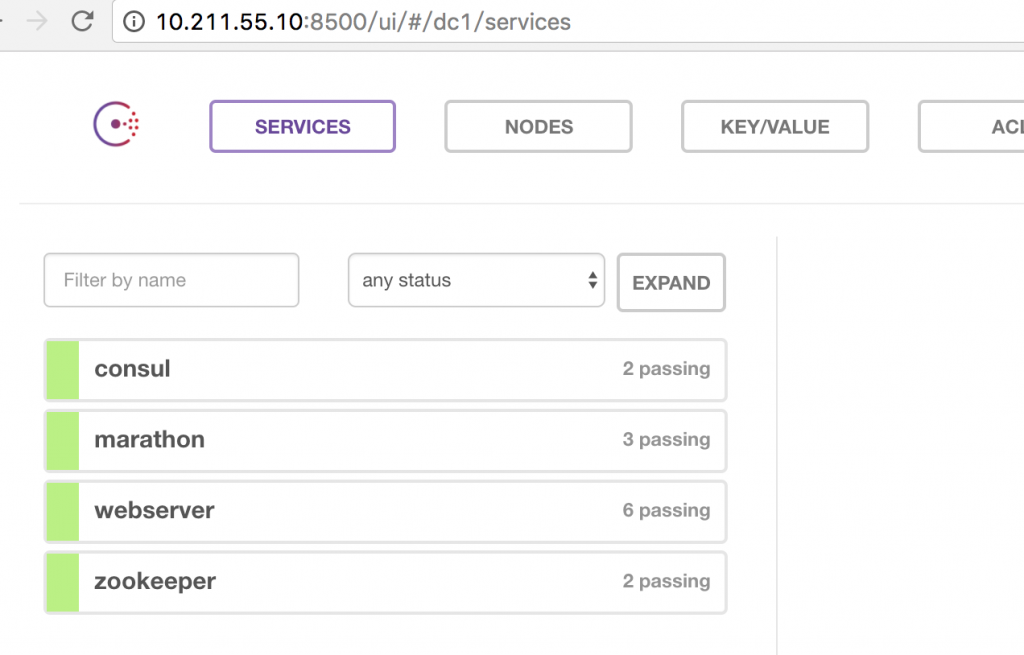 10.211.55.10:8500/ui/#/dc1/services
SERVICES NODES KEY/VALUE
Filter by name any status EXPAND
consul 2 passing
marathon 3 passing
webserver 6 passing
zookeeper 2 passing